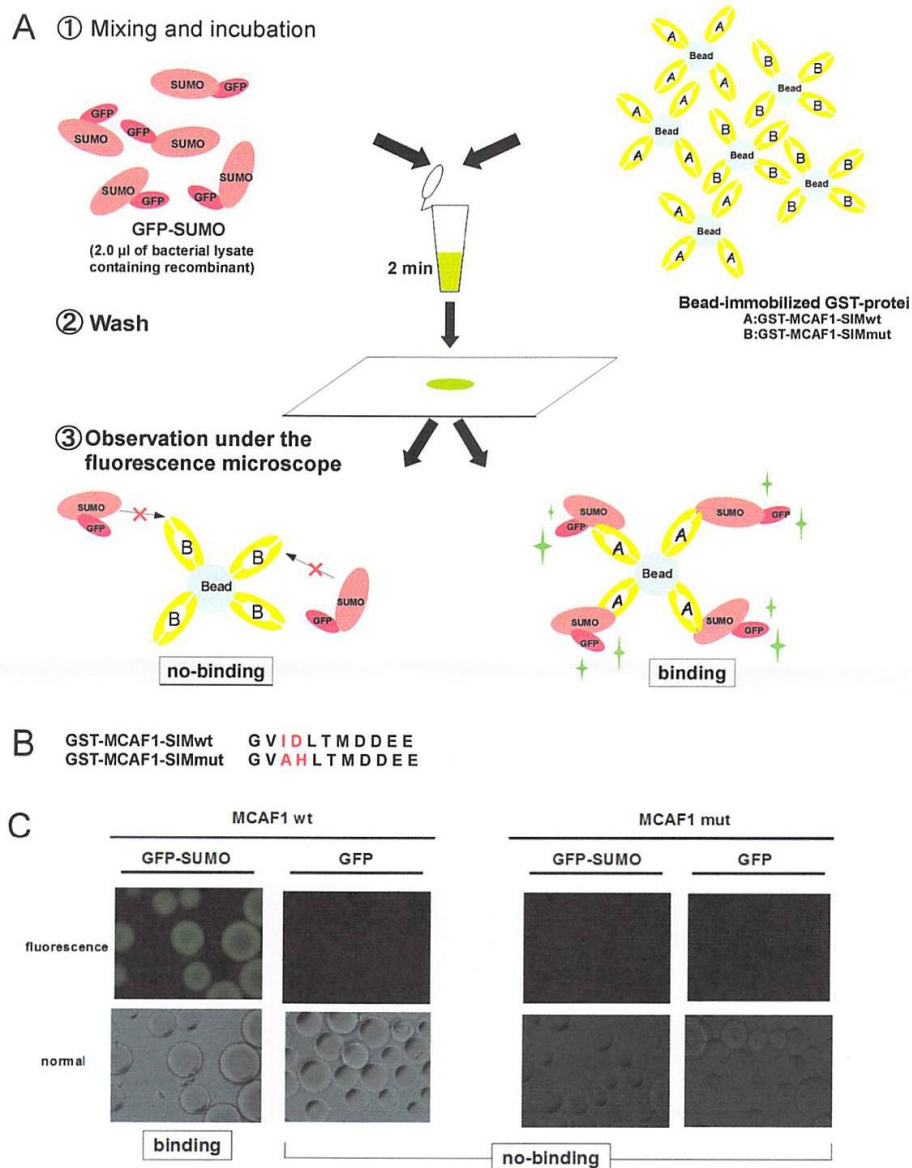 A ① Mixing and incubation
SUMO GFP
GFP SUMO
GFP SUMO
SUMO GFP
GFP SUMO
GFP-SUMO
(2.0 µl of bacterial lysate
containing recombinant)
2 min
A A A A Bead
B B B B Bead
A A A A Bead
B B B B Bead
B B B B Bead
A A A A Bead
Bead-immobilized GST-protei
A:GST-MCAF1-SIMwt
B:GST-MCAF1-SIMmut
② Wash
③ Observation under the
fluorescence microscope
SUMO GFP
B B B B Bead
SUMO GFP
no-binding
SUMO GFP
SUMO GFP
A A A A Bead
SUMO GFP
SUMO GFP
binding
B
GST-MCAF1-SIMwt G V I D L T M D D E E
GST-MCAF1-SIMmut G V A H L T M D D E E
C
MCAF1 wt MCAF1 mut
GFP-SUMO GFP GFP-SUMO GFP
fluorescence
normal
binding
no-binding